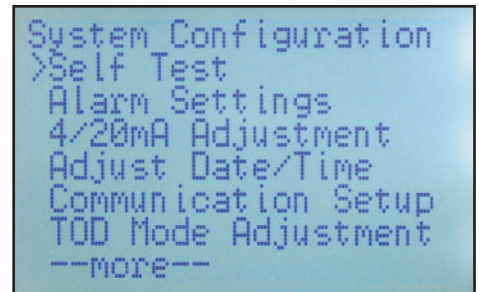 System Configuration
>Self Test
Alarm Settings
4/20mA Adjustment
Adjust Date/Time
Communication Setup
TOD Mode Adjustment
--more--